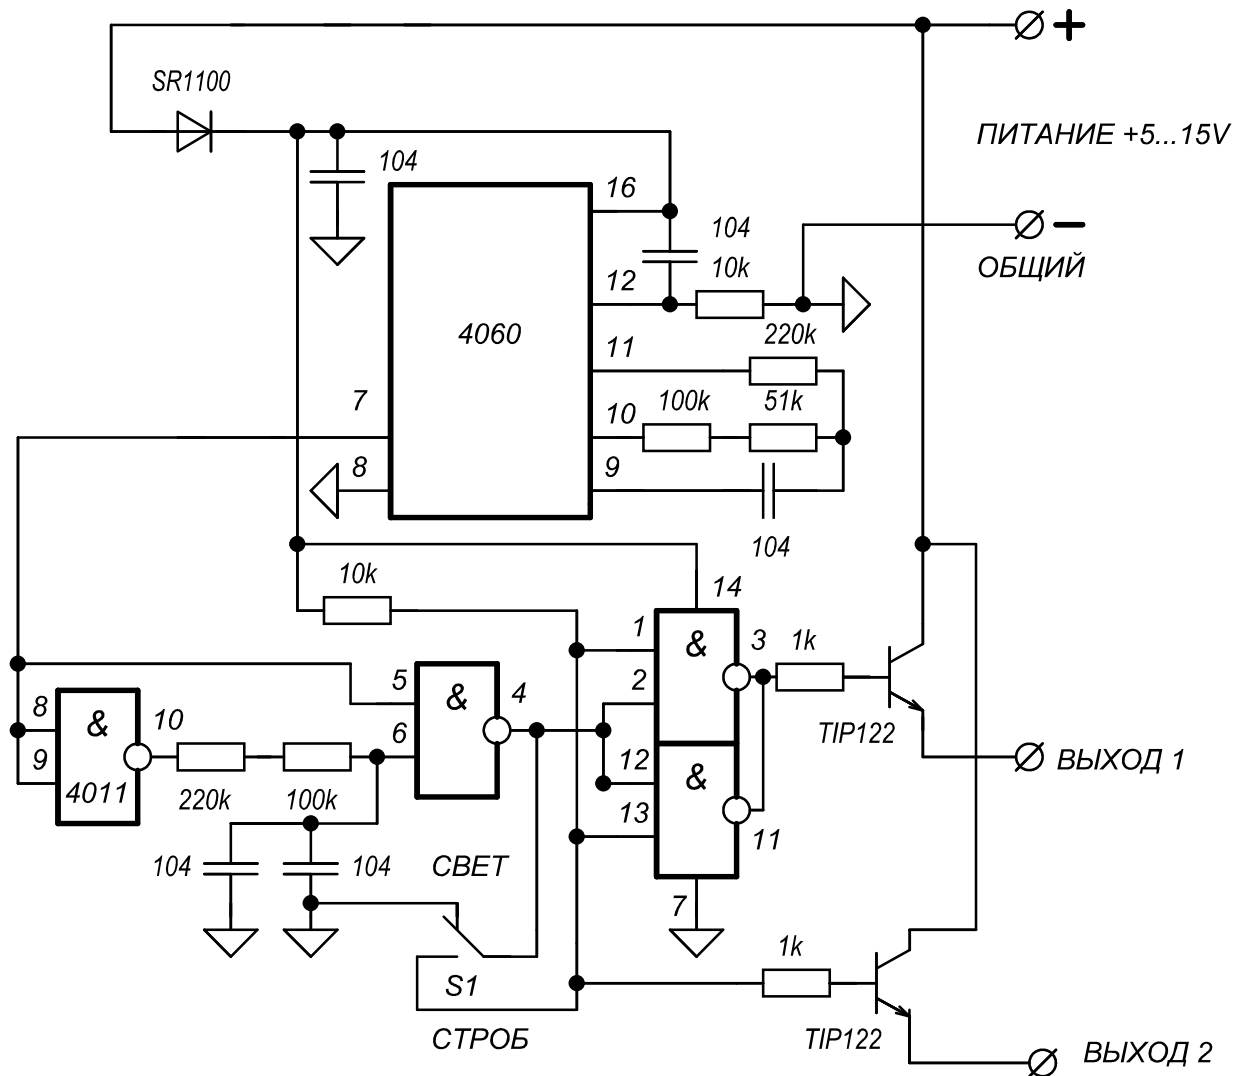 +
SR1100
ПИТАНИЕ +5...15V
104
16
104
–
10k
ОБЩИЙ
12
4060
11
220k
7
10
100k
51k
8
9
104
10k
14
1
&
3
1k
5
&
4
2
8
&
10
6
TIP122
9
12
&
ВЫХОД 1
4011
220k
100k
13
11
104
104
СВЕТ
7
1k
S1
СТРОБ
TIP122
ВЫХОД 2